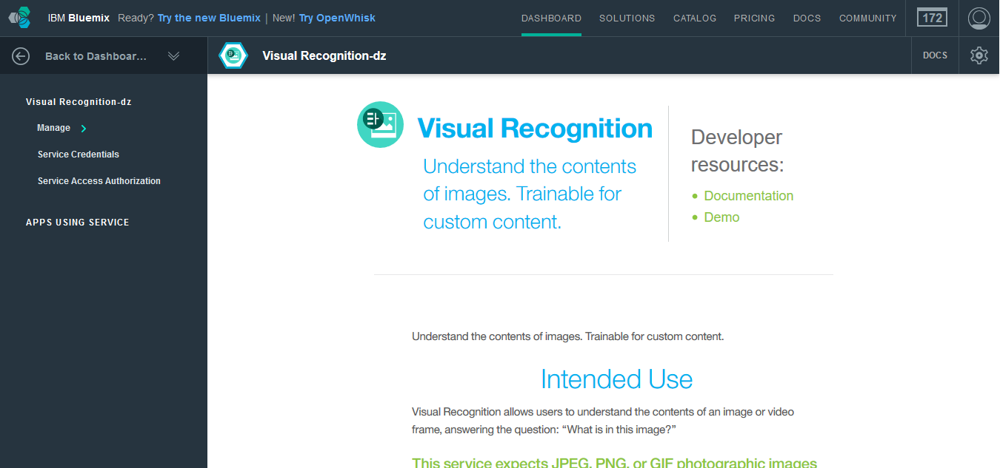 IBM Bluemix Ready? Try the new Bluemix | New! Try OpenWhisk
DASHBOARD SOLUTIONS CATALOG PRICING DOCS COMMUNITY 172
Back to Dashboar...
Visual Recognition-dz
DOCS
Visual Recognition-dz
Manage
Service Credentials
Service Access Authorization
APPS USING SERVICE
Visual Recognition
Understand the contents
of images. Trainable for
custom content.
Developer
resources:
• Documentation
• Demo
Understand the contents of images. Trainable for custom content.
Intended Use
Visual Recognition allows users to understand the contents of an image or video
frame, answering the question: “What is in this image?”
This service expects JPEG, PNG, or GIF photographic images